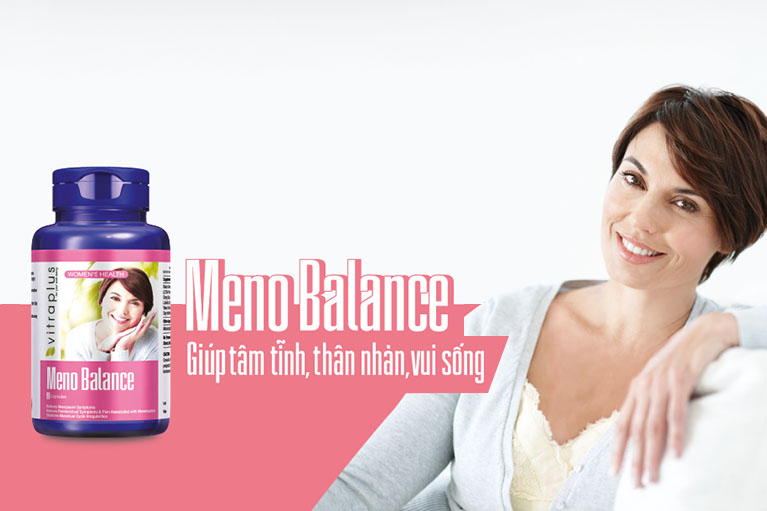 WOMEN'S HEALTH
vitraplus
Meno Balance
Meno Balance
Giúp tâm tĩnh, thân nhàn, vui sống